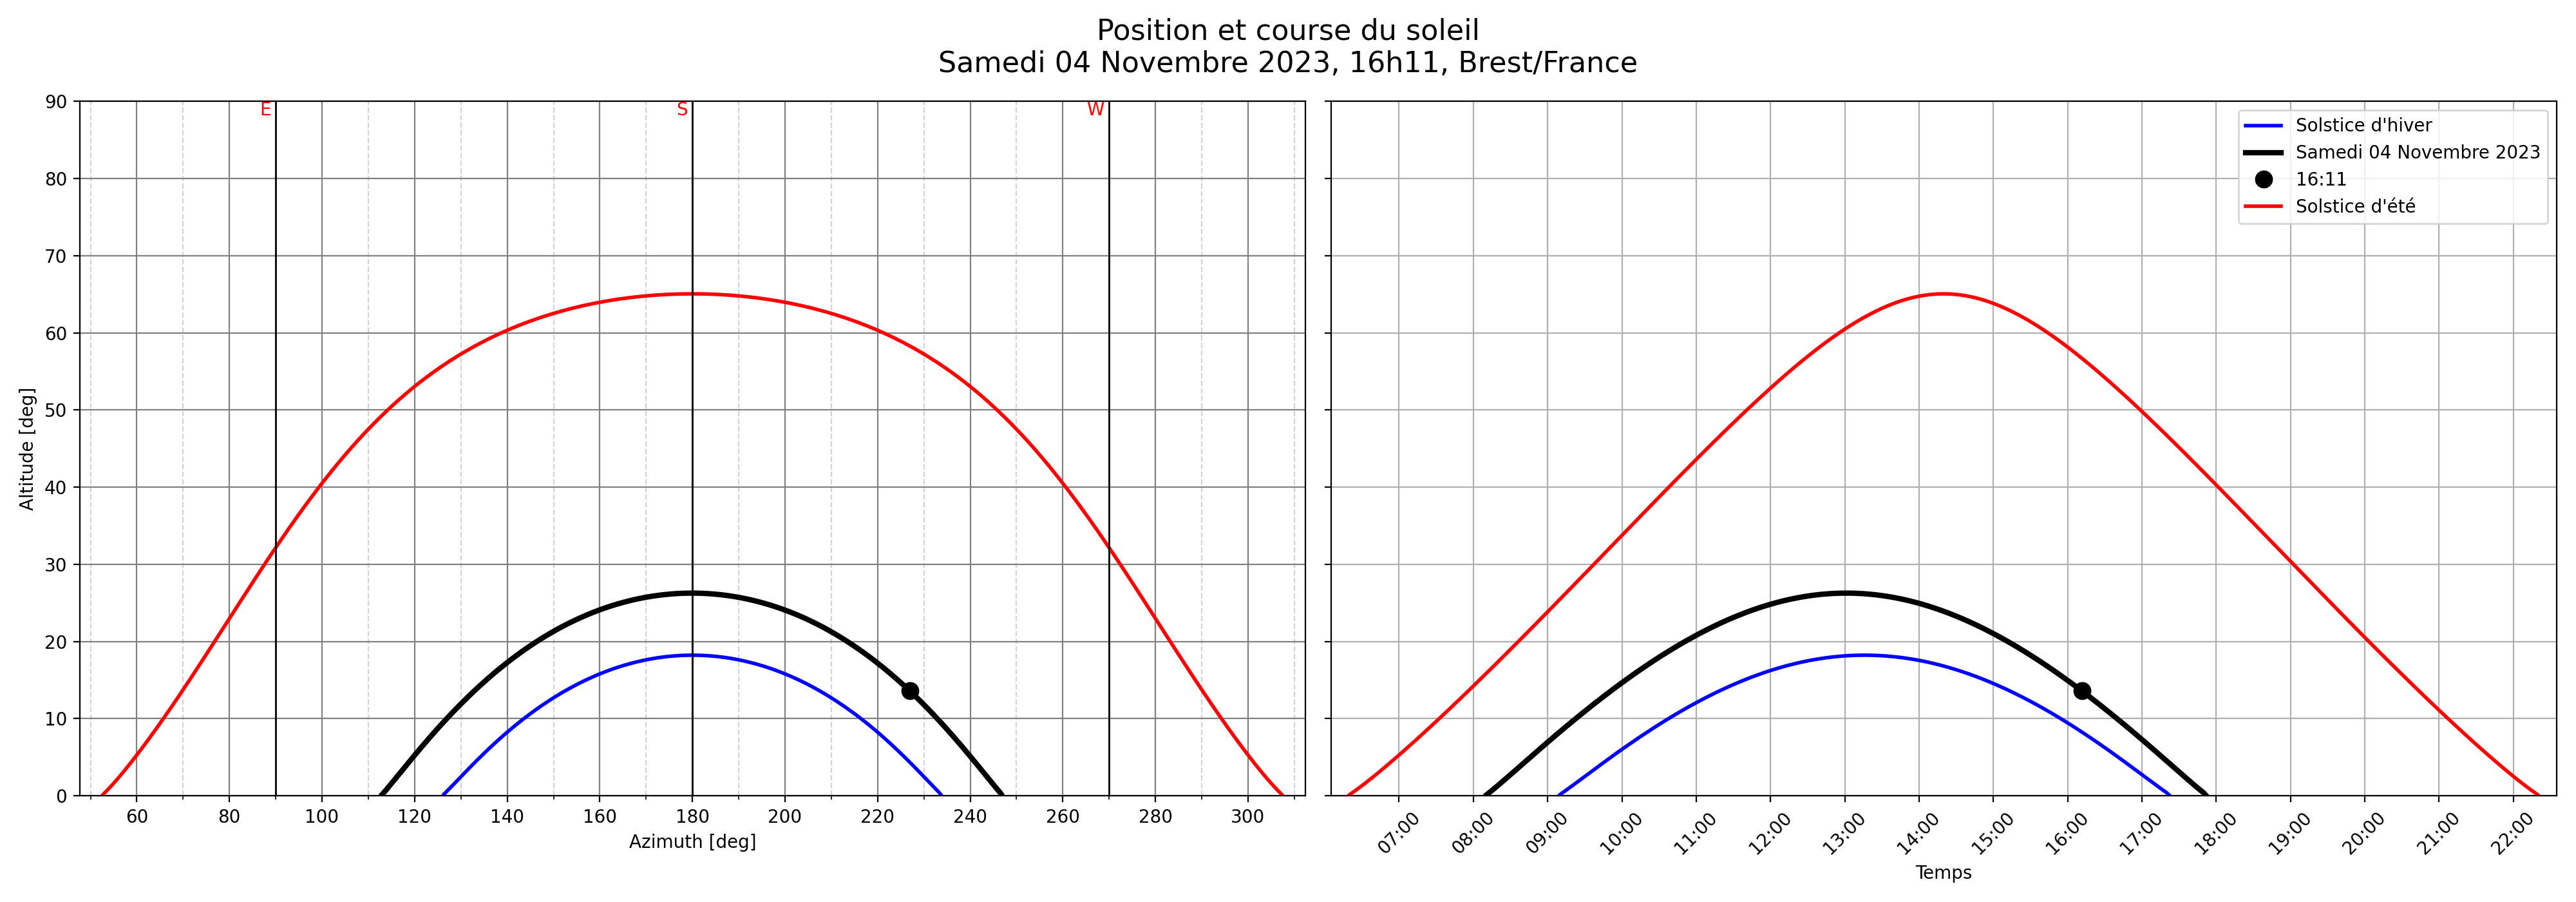 Position et course du soleil
Samedi 04 Novembre 2023, 16h11, Brest/France
E
S
W
90
80
70
60
50
40
30
20
10
0
Altitude [deg]
60 80 100 120 140 160 180 200 220 240 260 280 300
Azimuth [deg]
Solstice d'hiver
Samedi 04 Novembre 2023
16:11
Solstice d'été
07:00 08:00 09:00 10:00 11:00 12:00 13:00 14:00 15:00 16:00 17:00 18:00 19:00 20:00 21:00 22:00
Temps